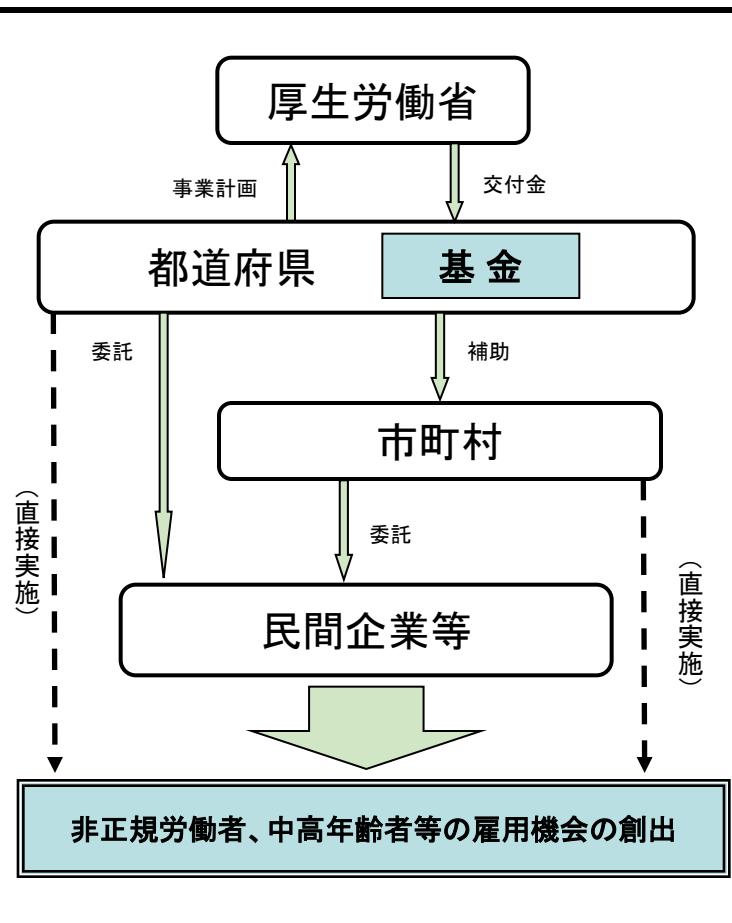 厚生労働省
事業計画
交付金
都道府県
基 金
委託
補助
市町村
（直接実施）
委託
（直接実施）
民間企業等
非正規労働者、中高年齢者等の雇用機会の創出